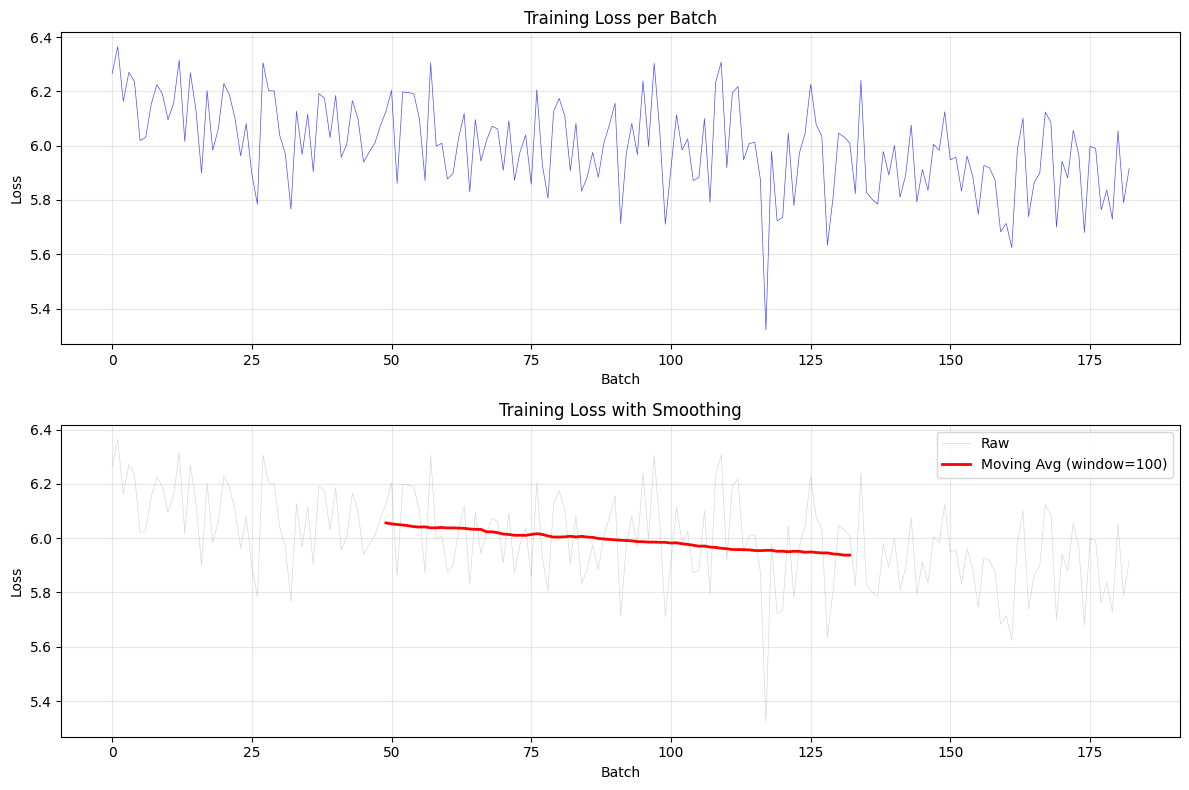 Training Loss per Batch
6.4
6.2
6.0
5.8
5.6
5.4
Loss
0 25 50 75 100 125 150 175
Batch
Training Loss with Smoothing
6.4
6.2
6.0
5.8
5.6
5.4
Loss
Raw
Moving Avg (window=100)
0 25 50 75 100 125 150 175
Batch